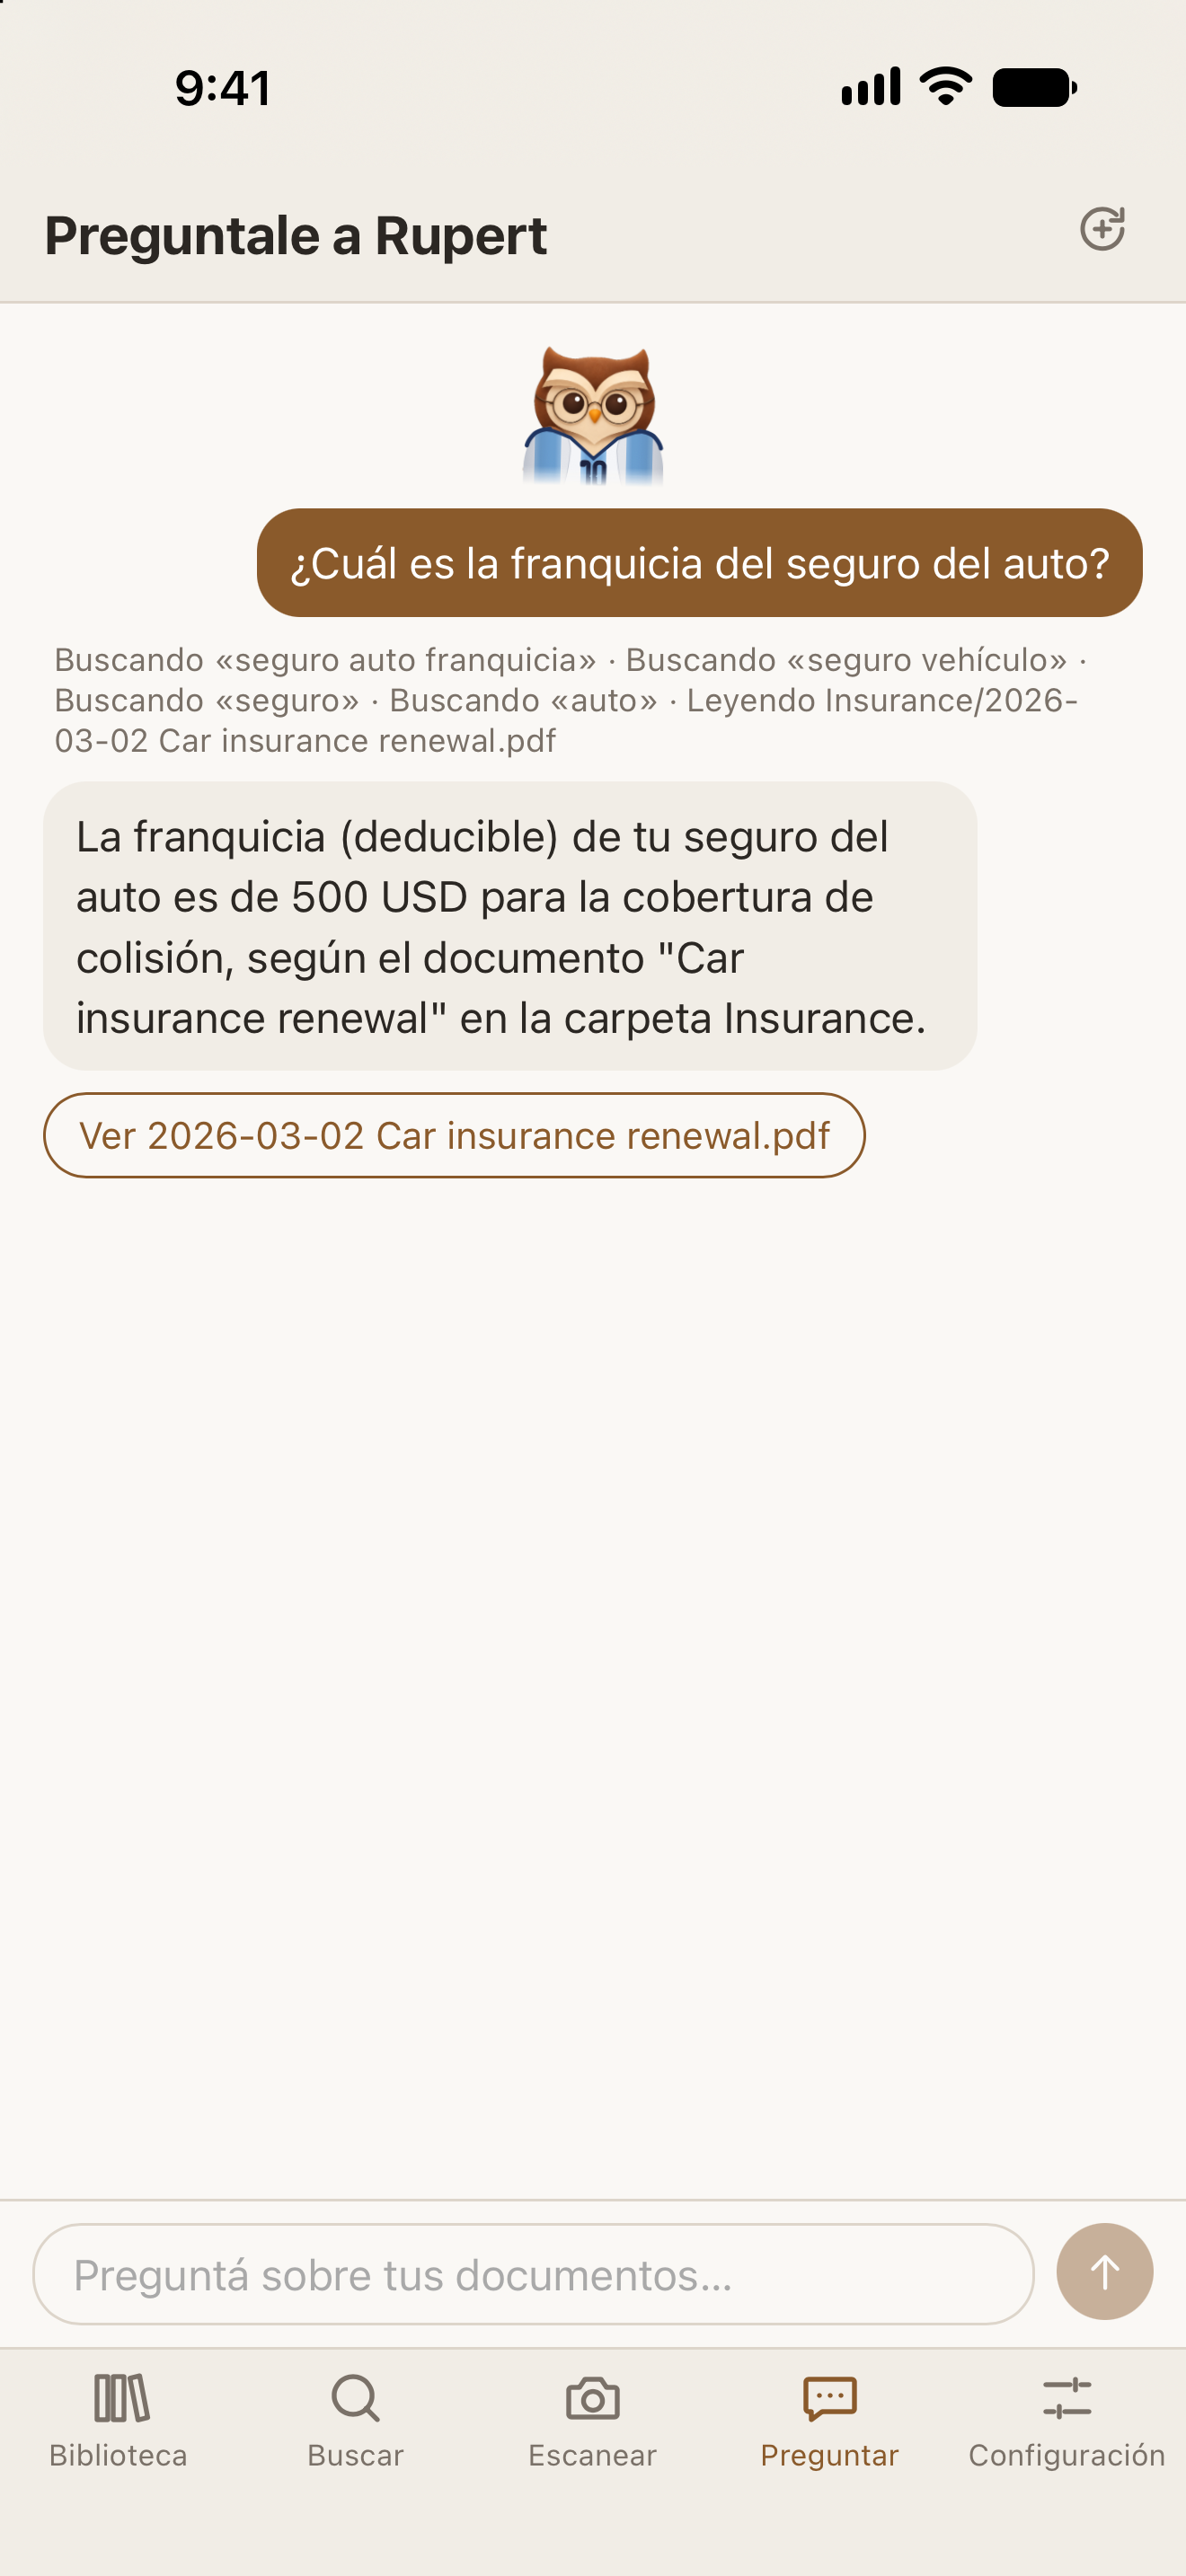 9:41
Preguntale a Rupert
10
¿Cuál es la franquicia del seguro del auto?
Buscando «seguro auto franquicia» · Buscando «seguro vehículo» ·
Buscando «seguro» · Buscando «auto» · Leyendo Insurance/2026-
03-02 Car insurance renewal.pdf
La franquicia (deducible) de tu seguro del
auto es de 500 USD para la cobertura de
colisión, según el documento "Car
insurance renewal" en la carpeta Insurance.
Ver 2026-03-02 Car insurance renewal.pdf
Preguntá sobre tus documentos...
Biblioteca
Buscar
Escanear
Preguntar
Configuración